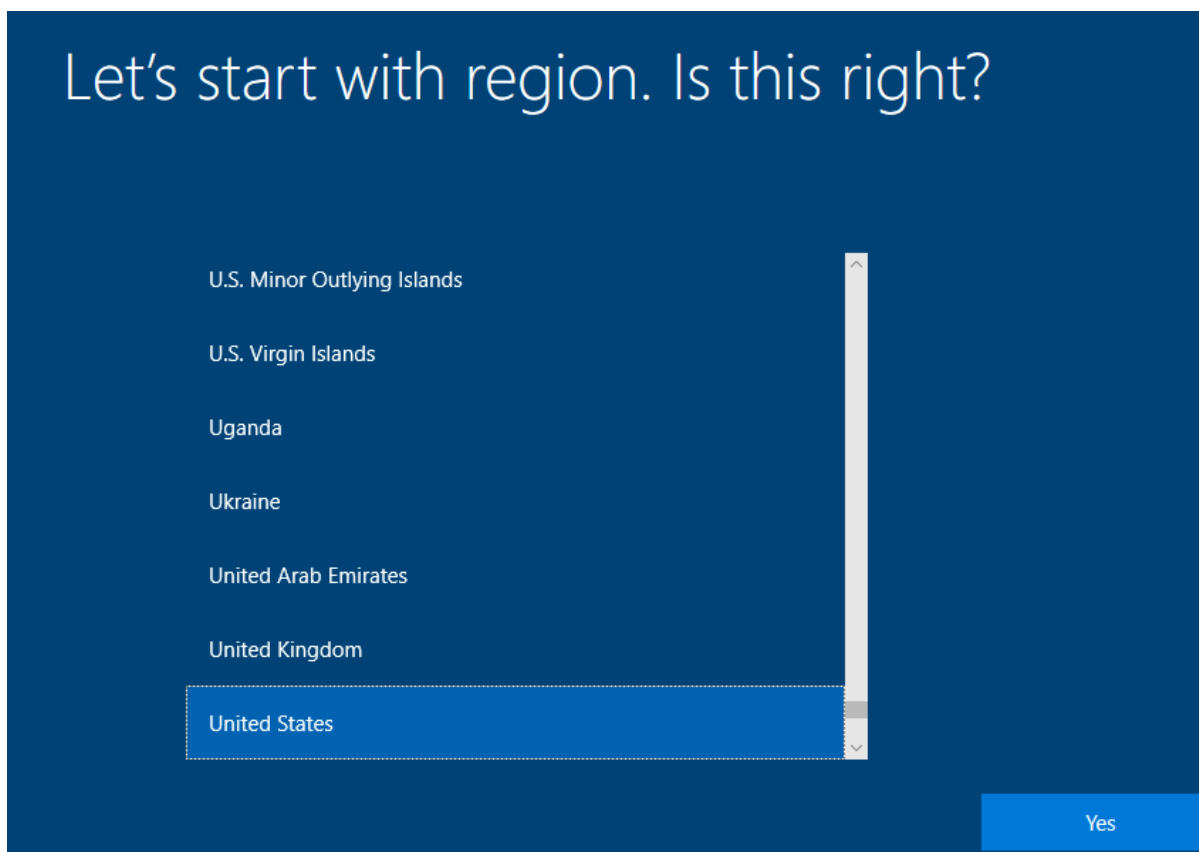 Let's start with region. Is this right?
U.S. Minor Outlying Islands
U.S. Virgin Islands
Uganda
Ukraine
United Arab Emirates
United Kingdom
United States
Yes